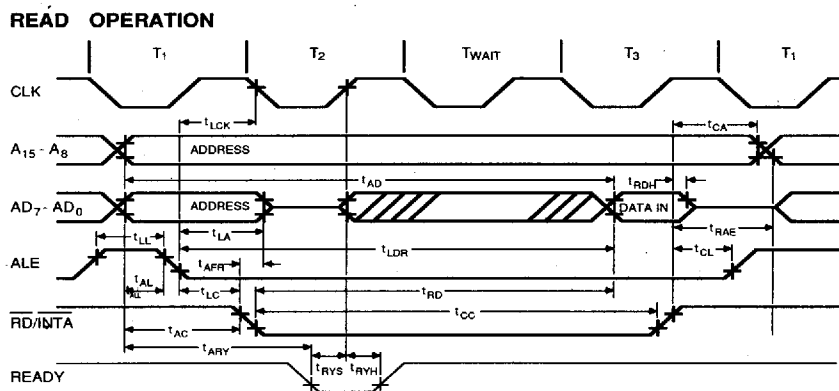 READ OPERATION
T1 T2 TWAIT T3 T1
CLK
tLCK tCA
A15 - A8 ADDRESS
tAD tRDH
AD7 - AD0 ADDRESS DATA IN
tLL tLA tLDR tRAE
ALE tAFR tCL
tAL tLC tRD
tALL
RD/INTA tCC
tAC
tARY
tRYS tRYH
READY